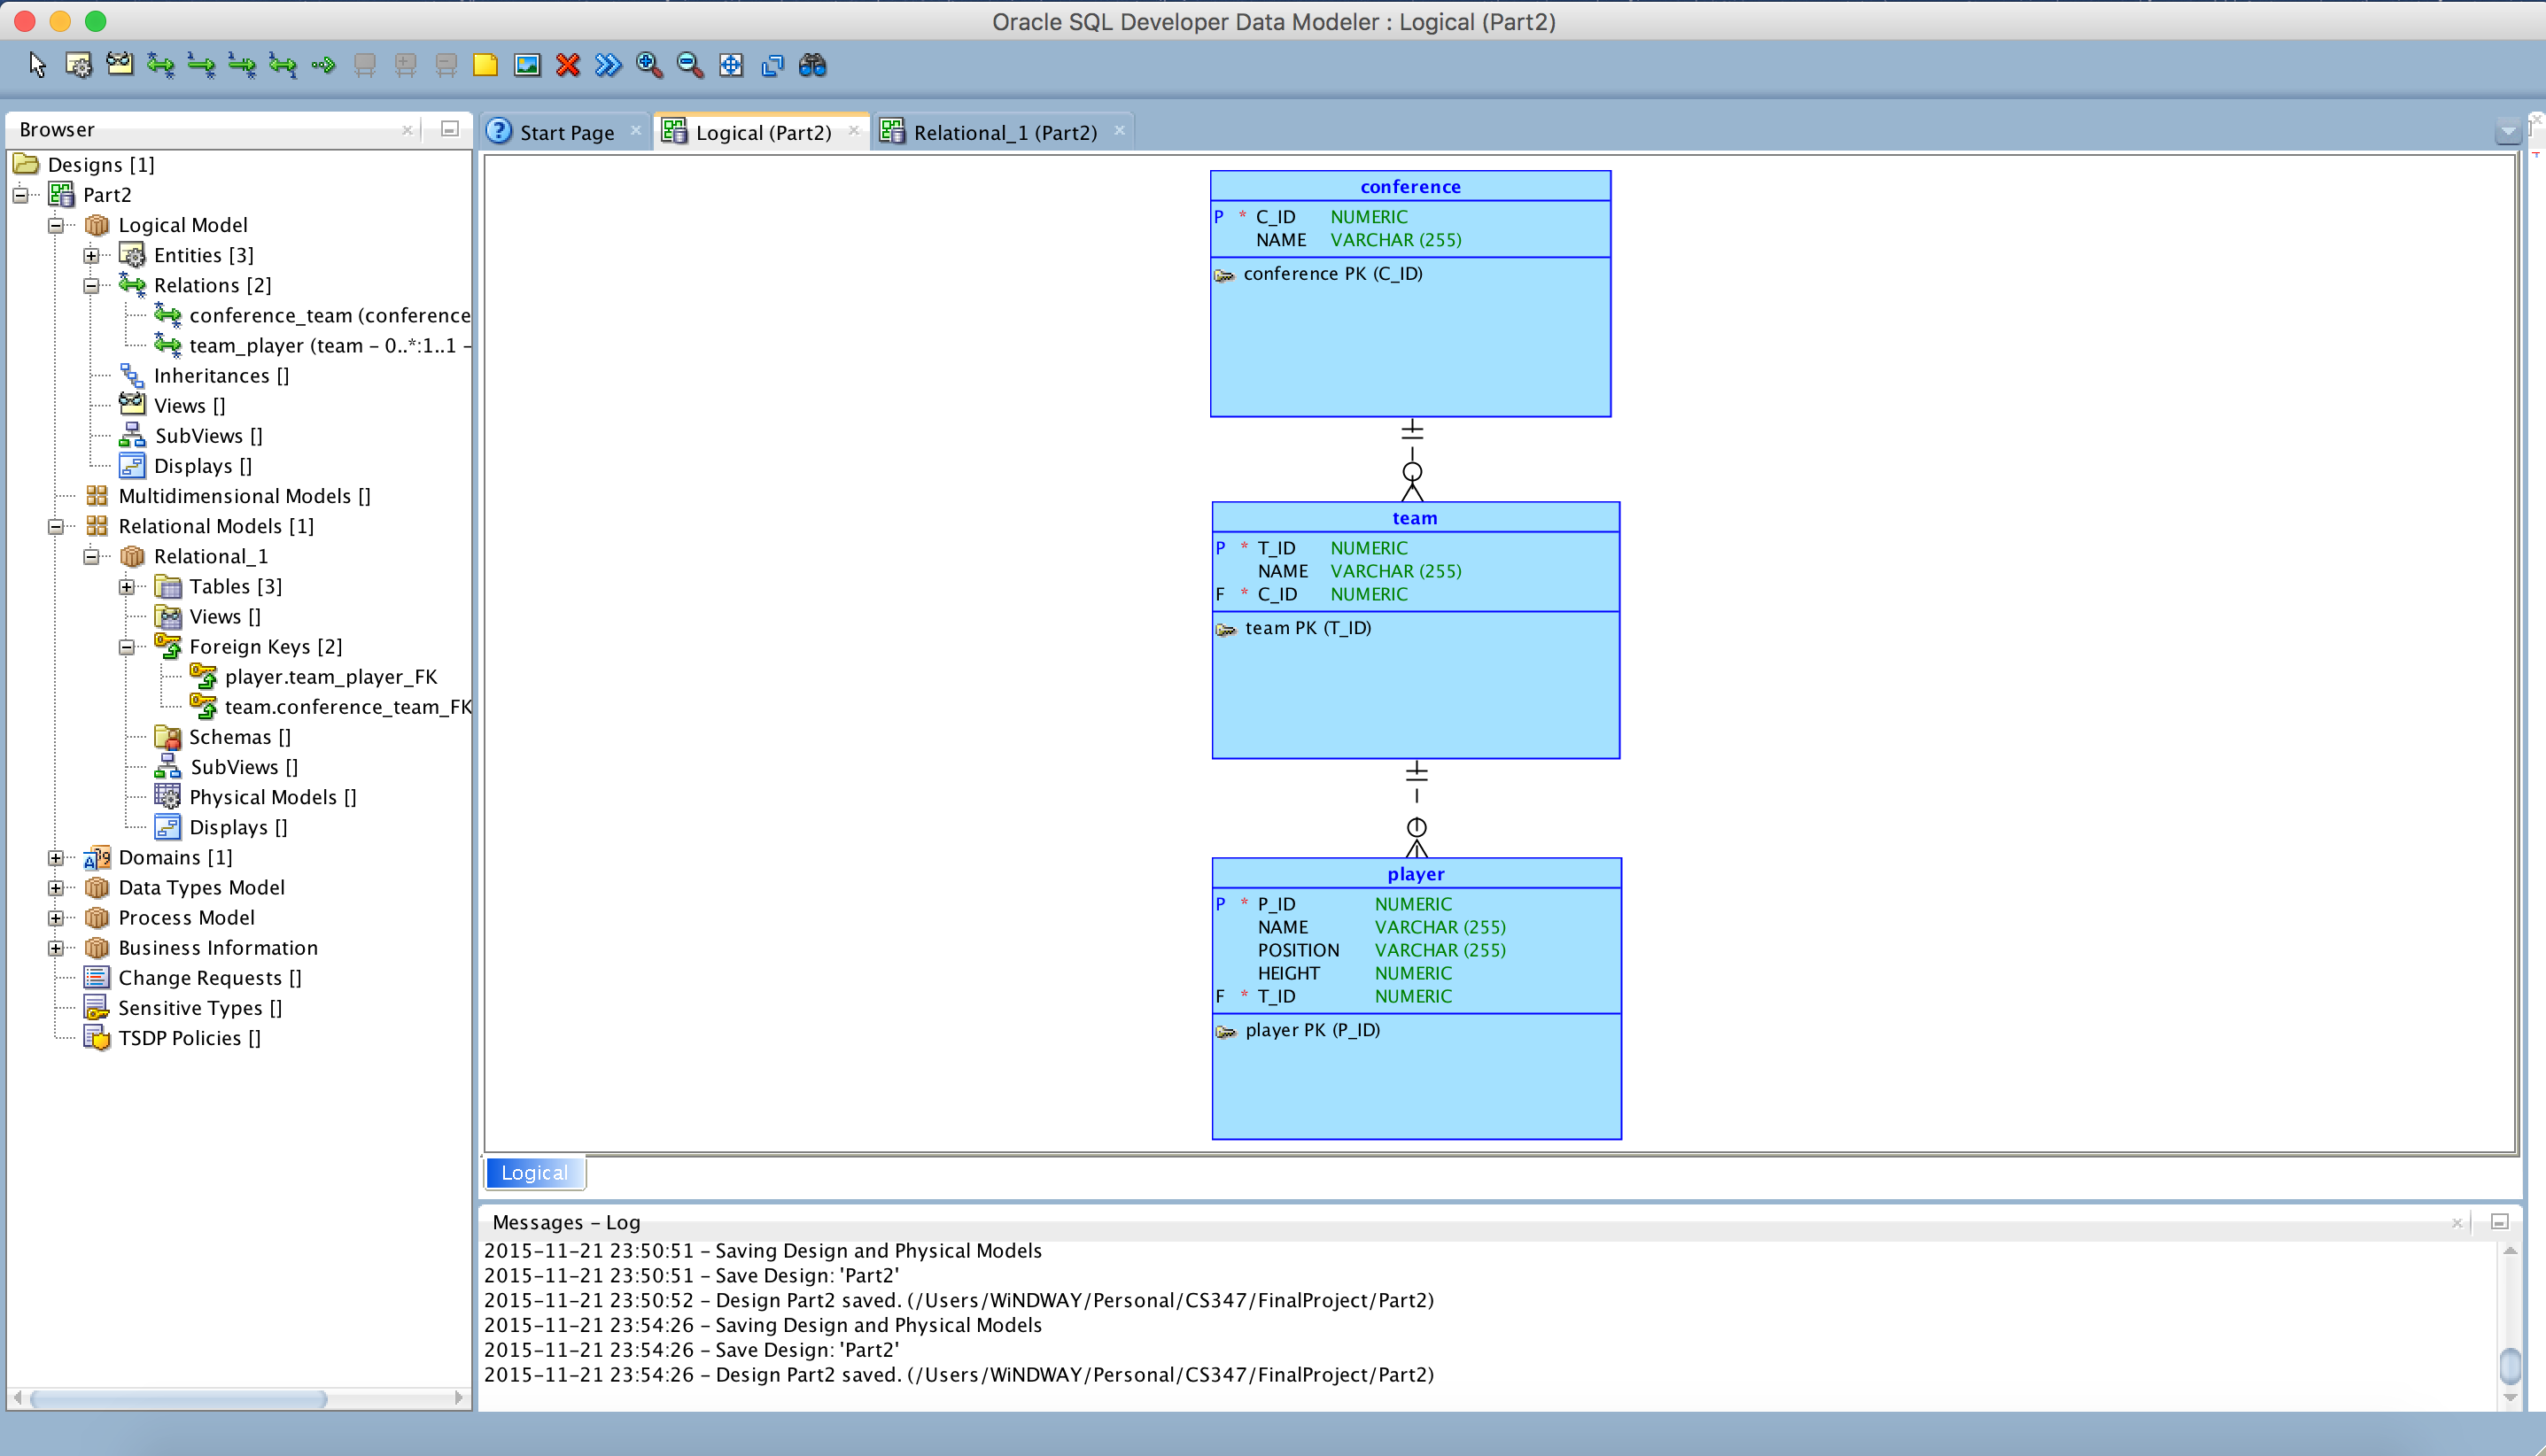 Oracle SQL Developer Data Modeler : Logical (Part2)
Browser
Designs [1]
Part2
Logical Model
Entities [3]
Relations [2]
conference_team (conference
team_player (team – 0..*:1..1 –
Inheritances []
Views []
SubViews []
Displays []
Multidimensional Models []
Relational Models [1]
Relational_1
Tables [3]
Views []
Foreign Keys [2]
player.team_player_FK
team.conference_team_FK
Schemas []
SubViews []
Physical Models []
Displays []
Domains [1]
Data Types Model
Process Model
Business Information
Change Requests []
Sensitive Types []
TSDP Policies []
Start Page
Logical (Part2)
Relational_1 (Part2)
conference
P * C_ID NUMERIC
NAME VARCHAR (255)
conference PK (C_ID)
team
P * T_ID NUMERIC
NAME VARCHAR (255)
F * C_ID NUMERIC
team PK (T_ID)
player
P * P_ID NUMERIC
NAME VARCHAR (255)
POSITION VARCHAR (255)
HEIGHT NUMERIC
F * T_ID NUMERIC
player PK (P_ID)
Logical
Messages – Log
2015-11-21 23:50:51 – Saving Design and Physical Models
2015-11-21 23:50:51 – Save Design: 'Part2'
2015-11-21 23:50:52 – Design Part2 saved. (/Users/WiNDWAY/Personal/CS347/FinalProject/Part2)
2015-11-21 23:54:26 – Saving Design and Physical Models
2015-11-21 23:54:26 – Save Design: 'Part2'
2015-11-21 23:54:26 – Design Part2 saved. (/Users/WiNDWAY/Personal/CS347/FinalProject/Part2)